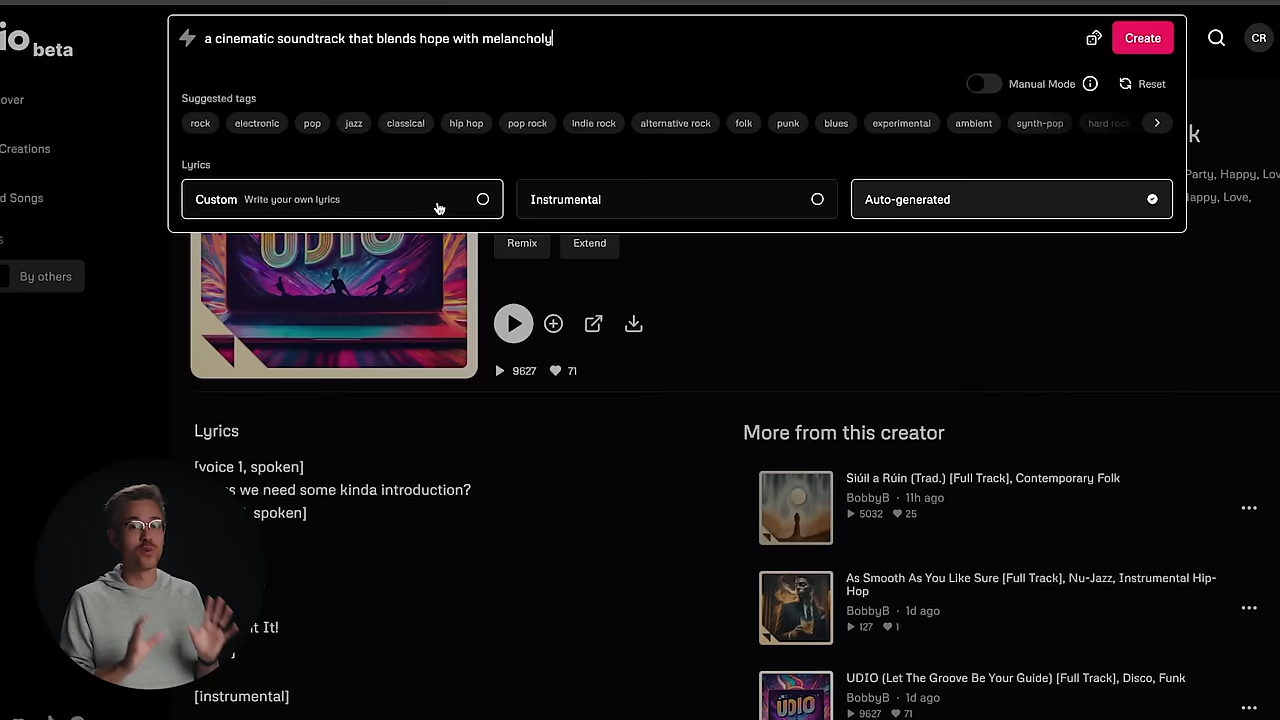 a cinematic soundtrack that blends hope with melancholy
Create
CR
io beta
Manual Mode
Reset
Suggested tags
rock electronic pop jazz classical hip hop pop rock indie rock alternative rock folk punk blues experimental ambient synth-pop hard rock
Lyrics
Custom Write your own lyrics
Instrumental
Auto-generated
over
Creations
d Songs
s
By others
k
Party, Happy, Lov
Happy, Love,
UDIO
Remix Extend
9627 71
Lyrics
[voice 1, spoken]
s we need some kinda introduction?
spoken]
t It!
[instrumental]
More from this creator
Siúil a Rúin (Trad.) [Full Track], Contemporary Folk
BobbyB · 11h ago
5032 25
As Smooth As You Like Sure [Full Track], Nu-Jazz, Instrumental Hip-
Hop
BobbyB · 1d ago
127 1
UDIO (Let The Groove Be Your Guide) [Full Track], Disco, Funk
BobbyB · 1d ago
9627 71
UDIO